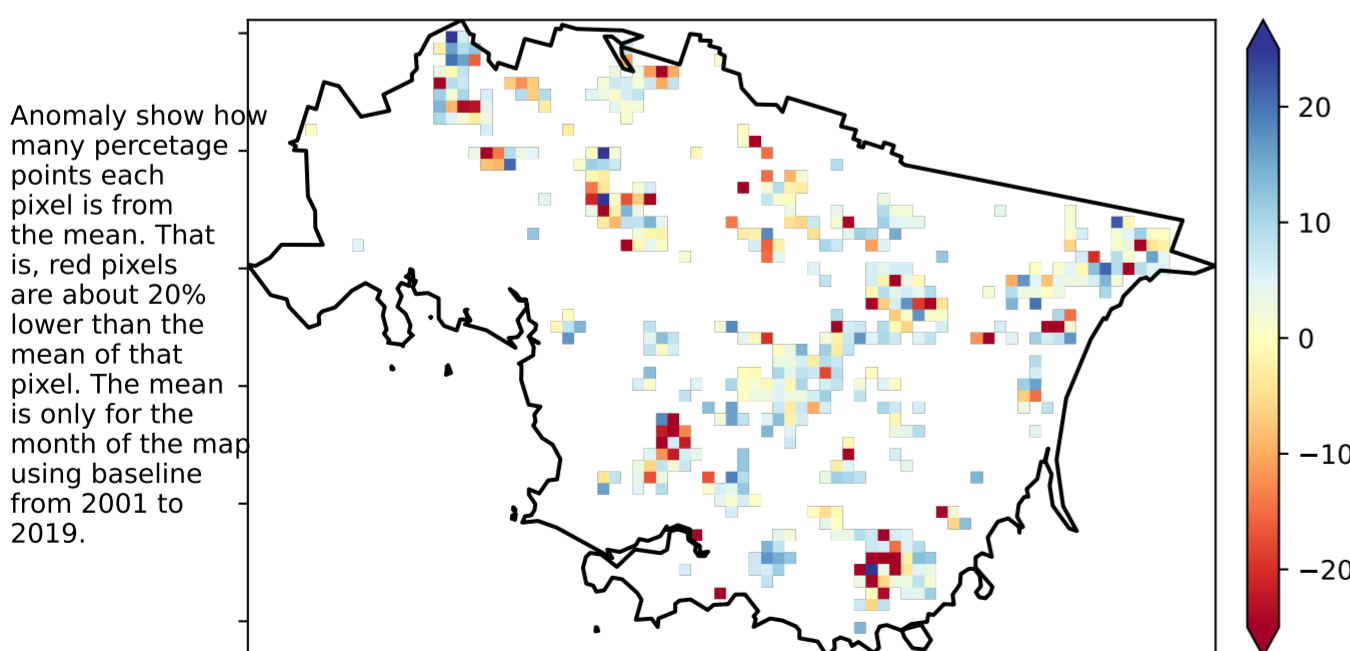 Anomaly show how
many percetage
points each
pixel is from
the mean. That
is, red pixels
are about 20%
lower than the
mean of that
pixel. The mean
is only for the
month of the map
using baseline
from 2001 to
2019.
20
10
0
−10
−20